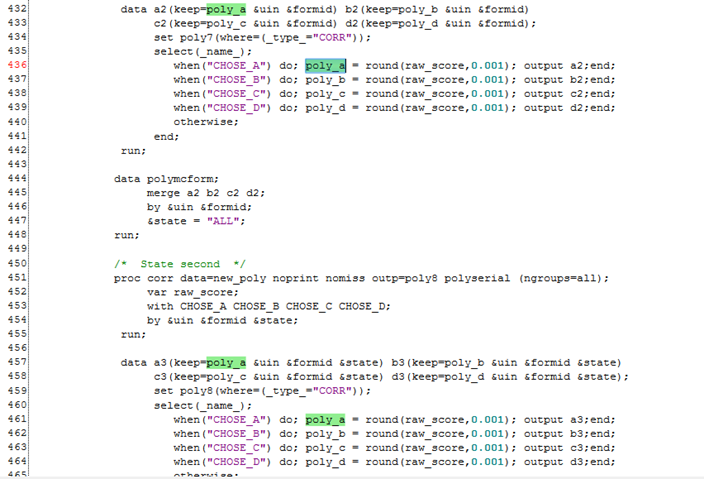 432 data a2(keep=poly_a &uin &formid) b2(keep=poly_b &uin &formid)
433 c2(keep=poly_c &uin &formid) d2(keep=poly_d &uin &formid);
434 set poly7(where=(_type_="CORR"));
435 select(_name_);
436 when("CHOSE_A") do; poly_a = round(raw_score,0.001); output a2;end;
437 when("CHOSE_B") do; poly_b = round(raw_score,0.001); output b2;end;
438 when("CHOSE_C") do; poly_c = round(raw_score,0.001); output c2;end;
439 when("CHOSE_D") do; poly_d = round(raw_score,0.001); output d2;end;
440 otherwise;
441 end;
442 run;
443
444 data polymcform;
445 merge a2 b2 c2 d2;
446 by &uin &formid;
447 &state = "ALL";
448 run;
449
450 /* State second */
451 proc corr data=new_poly noprint nomiss outp=poly8 polyserial (ngroups=all);
452 var raw_score;
453 with CHOSE_A CHOSE_B CHOSE_C CHOSE_D;
454 by &uin &formid &state;
455 run;
456
457 data a3(keep=poly_a &uin &formid &state) b3(keep=poly_b &uin &formid &state)
458 c3(keep=poly_c &uin &formid &state) d3(keep=poly_d &uin &formid &state);
459 set poly8(where=(_type_="CORR"));
460 select(_name_);
461 when("CHOSE_A") do; poly_a = round(raw_score,0.001); output a3;end;
462 when("CHOSE_B") do; poly_b = round(raw_score,0.001); output b3;end;
463 when("CHOSE_C") do; poly_c = round(raw_score,0.001); output c3;end;
464 when("CHOSE_D") do; poly_d = round(raw_score,0.001); output d3;end;
465 otherwise;